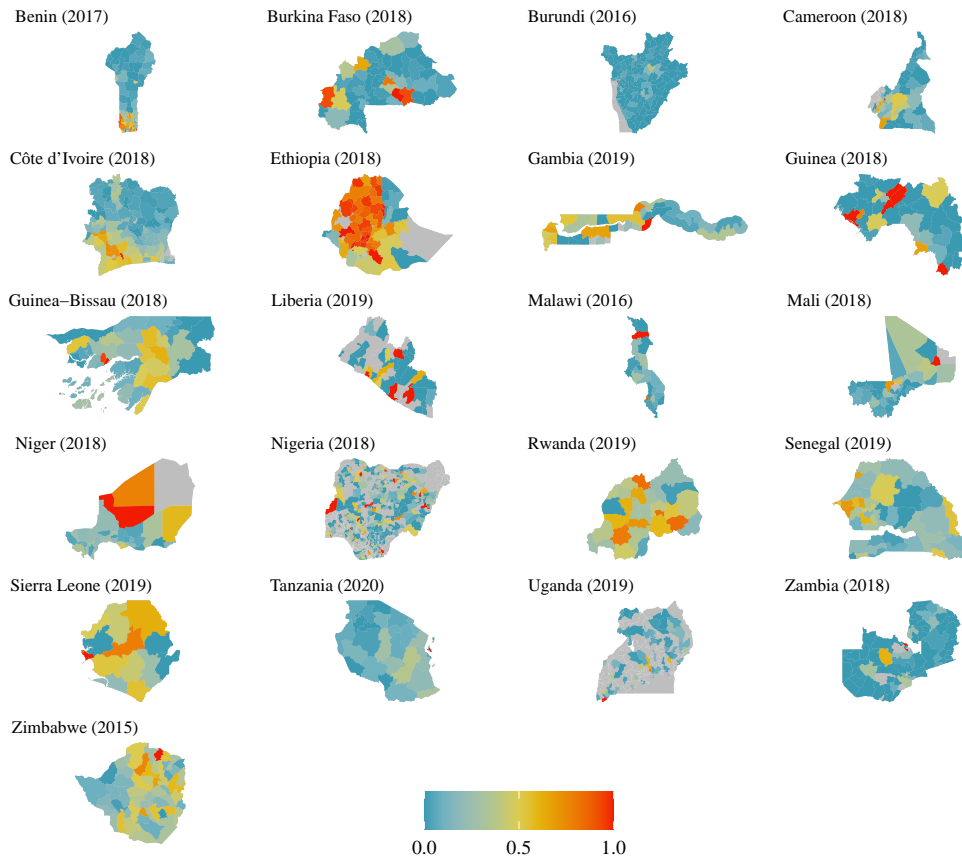 Benin (2017)
Burkina Faso (2018)
Burundi (2016)
Cameroon (2018)
Côte d’Ivoire (2018)
Ethiopia (2018)
Gambia (2019)
Guinea (2018)
Guinea−Bissau (2018)
Liberia (2019)
Malawi (2016)
Mali (2018)
Niger (2018)
Nigeria (2018)
Rwanda (2019)
Senegal (2019)
Sierra Leone (2019)
Tanzania (2020)
Uganda (2019)
Zambia (2018)
Zimbabwe (2015)
0.0 0.5 1.0